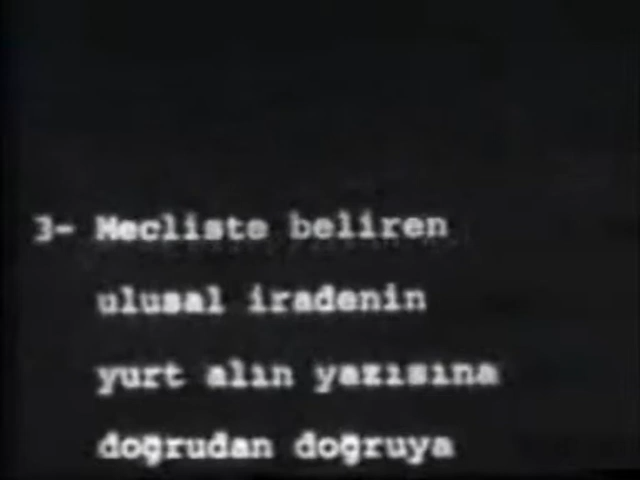 3- Mecliste beliren
ulusal iradenin
yurt alın yazısına
doğrudan doğruya